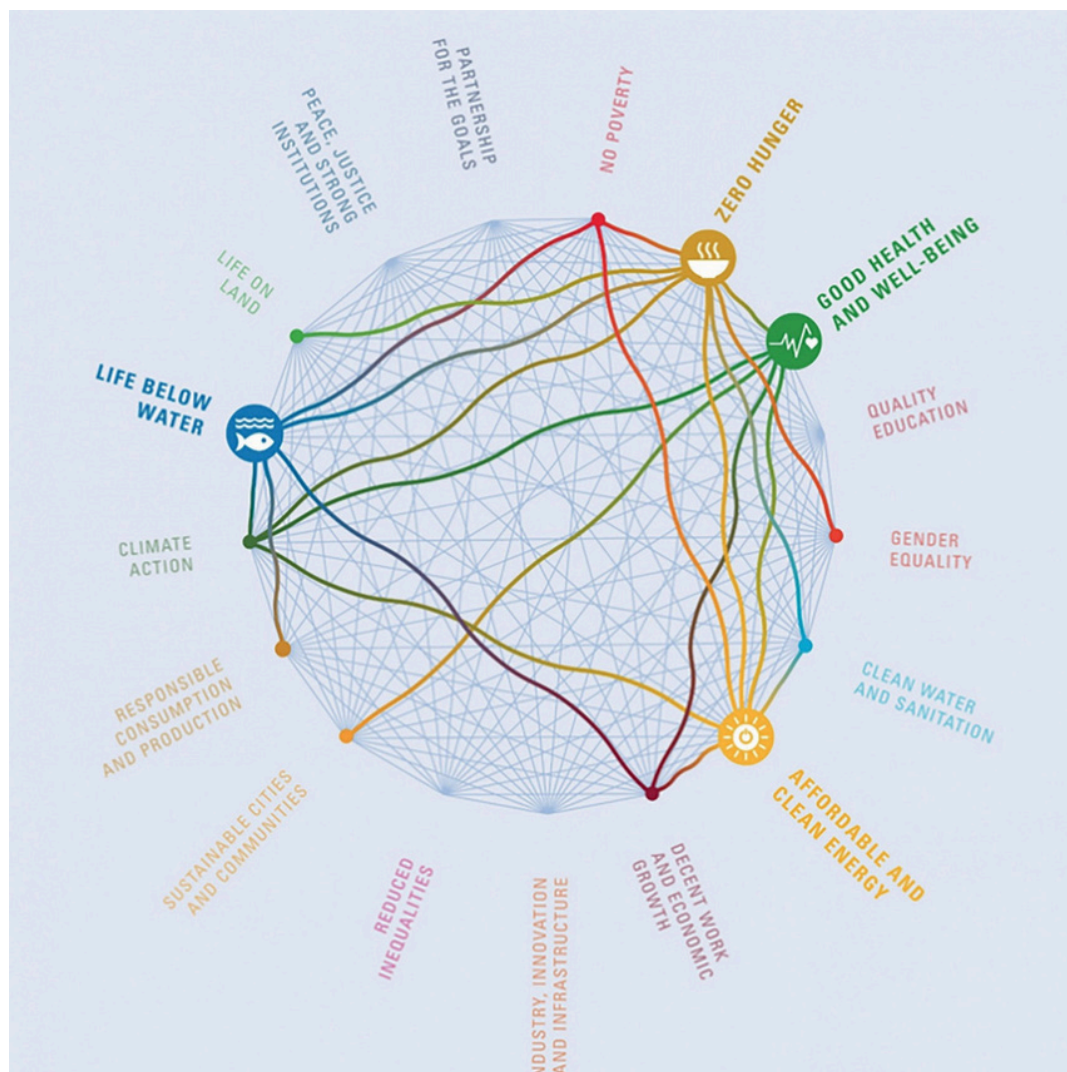 NO POVERTY
ZERO HUNGER
GOOD HEALTH
AND WELL-BEING
QUALITY
EDUCATION
GENDER
EQUALITY
CLEAN WATER
AND SANITATION
AFFORDABLE AND
CLEAN ENERGY
DECENT WORK
AND ECONOMIC
GROWTH
INDUSTRY, INNOVATION
AND INFRASTRUCTURE
REDUCED
INEQUALITIES
SUSTAINABLE CITIES
AND COMMUNITIES
RESPONSIBLE
CONSUMPTION
AND PRODUCTION
CLIMATE
ACTION
LIFE BELOW
WATER
LIFE ON
LAND
PEACE, JUSTICE
AND STRONG
INSTITUTIONS
PARTNERSHIP
FOR THE GOALS